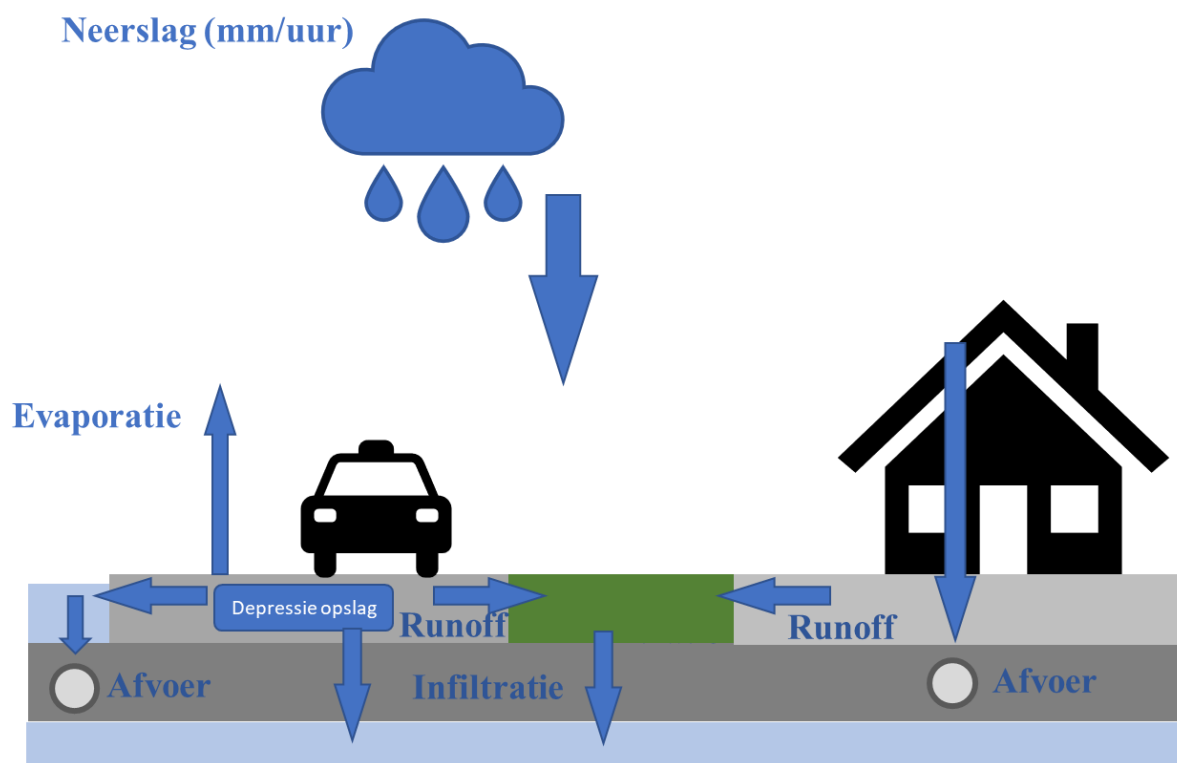 Neerslag (mm/uur)
Evaporatie
Depressie opslag
Runoff
Runoff
Afvoer
Infiltratie
Afvoer